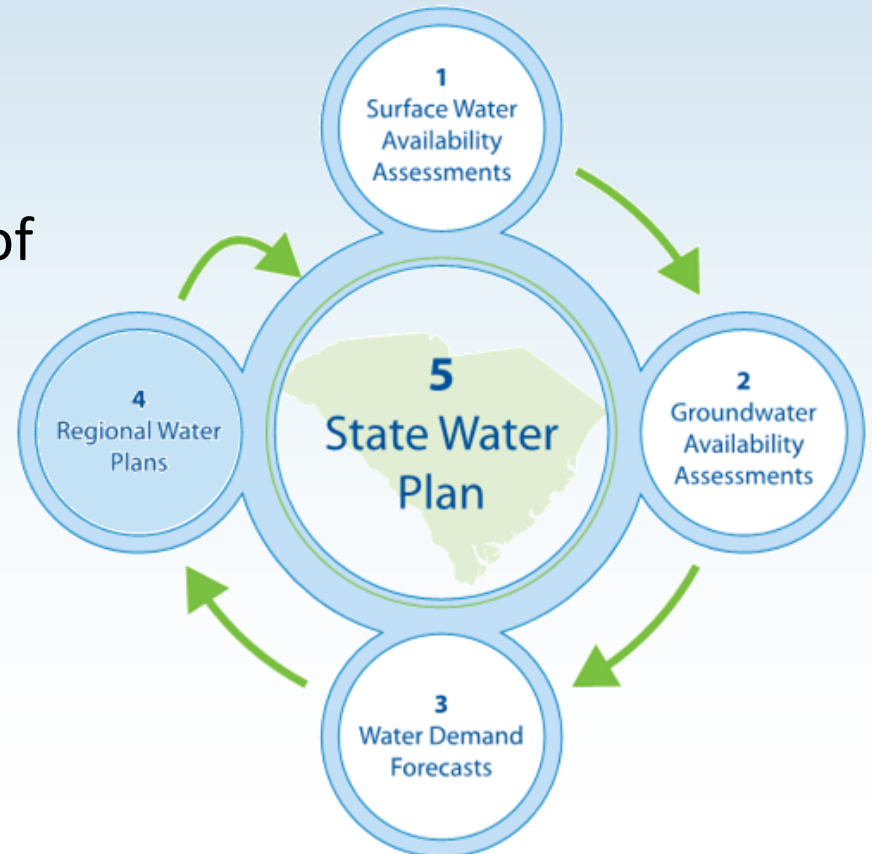 1
Surface Water
Availability
Assessments
of
4
Regional Water
Plans
5
State Water
Plan
2
Groundwater
Availability
Assessments
3
Water Demand
Forecasts